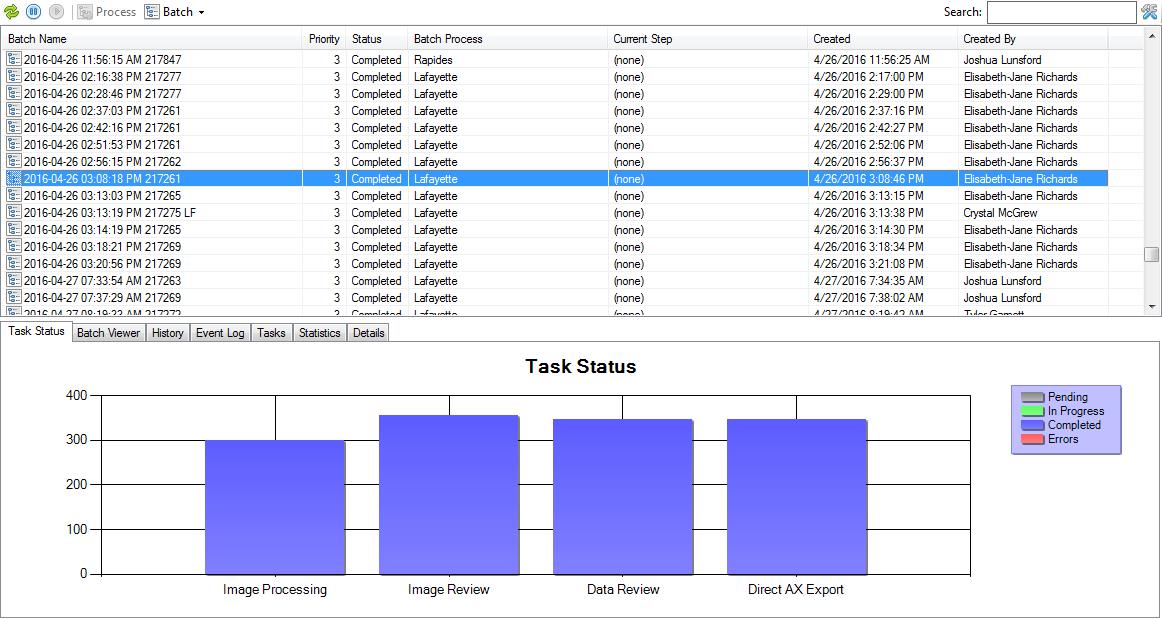 Process Batch Search:
Batch Name Priority Status Batch Process Current Step Created Created By
2016-04-26 11:56:15 AM 217847 3 Completed Rapides (none) 4/26/2016 11:56:25 AM Joshua Lunsford
2016-04-26 02:16:38 PM 217277 3 Completed Lafayette (none) 4/26/2016 2:17:00 PM Elisabeth-Jane Richards
2016-04-26 02:28:46 PM 217277 3 Completed Lafayette (none) 4/26/2016 2:29:00 PM Elisabeth-Jane Richards
2016-04-26 02:37:03 PM 217261 3 Completed Lafayette (none) 4/26/2016 2:37:16 PM Elisabeth-Jane Richards
2016-04-26 02:42:16 PM 217261 3 Completed Lafayette (none) 4/26/2016 2:42:27 PM Elisabeth-Jane Richards
2016-04-26 02:51:53 PM 217261 3 Completed Lafayette (none) 4/26/2016 2:52:06 PM Elisabeth-Jane Richards
2016-04-26 02:56:15 PM 217262 3 Completed Lafayette (none) 4/26/2016 2:56:37 PM Elisabeth-Jane Richards
2016-04-26 03:08:18 PM 217261 3 Completed Lafayette (none) 4/26/2016 3:08:46 PM Elisabeth-Jane Richards
2016-04-26 03:13:03 PM 217265 3 Completed Lafayette (none) 4/26/2016 3:13:15 PM Elisabeth-Jane Richards
2016-04-26 03:13:19 PM 217275 LF 3 Completed Lafayette (none) 4/26/2016 3:13:38 PM Crystal McGrew
2016-04-26 03:14:19 PM 217265 3 Completed Lafayette (none) 4/26/2016 3:14:30 PM Elisabeth-Jane Richards
2016-04-26 03:18:21 PM 217269 3 Completed Lafayette (none) 4/26/2016 3:18:34 PM Elisabeth-Jane Richards
2016-04-26 03:20:56 PM 217269 3 Completed Lafayette (none) 4/26/2016 3:21:08 PM Elisabeth-Jane Richards
2016-04-27 07:33:54 AM 217263 3 Completed Lafayette (none) 4/27/2016 7:34:35 AM Joshua Lunsford
2016-04-27 07:37:29 AM 217269 3 Completed Lafayette (none) 4/27/2016 7:38:02 AM Joshua Lunsford
3 Completed Lafayette (none) 4/27/2016 8:19:42 AM Tyler
Task Status Batch Viewer History Event Log Tasks Statistics Details
Task Status
400
300
200
100
0
Image Processing Image Review Data Review Direct AX Export
Pending
In Progress
Completed
Errors